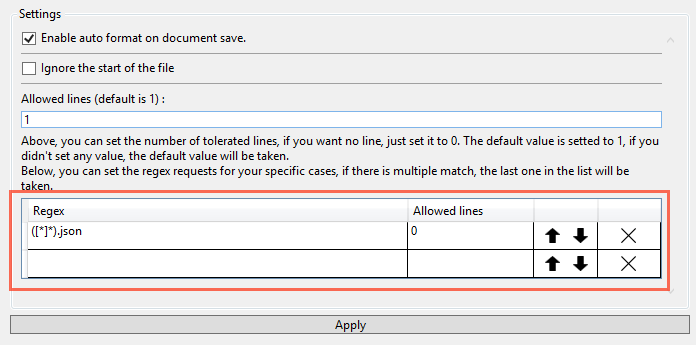 Settings
Enable auto format on document save.
Ignore the start of the file
Allowed lines (default is 1) :
1
Above, you can set the number of tolerated lines, if you want no line, just set it to 0. The default value is setted to 1, if you
didn't set any value, the default value will be taken.
Below, you can set the regex requests for your specific cases, if there is multiple match, the last one in the list will be
taken.
Regex Allowed lines
([*]*).json 0
Apply